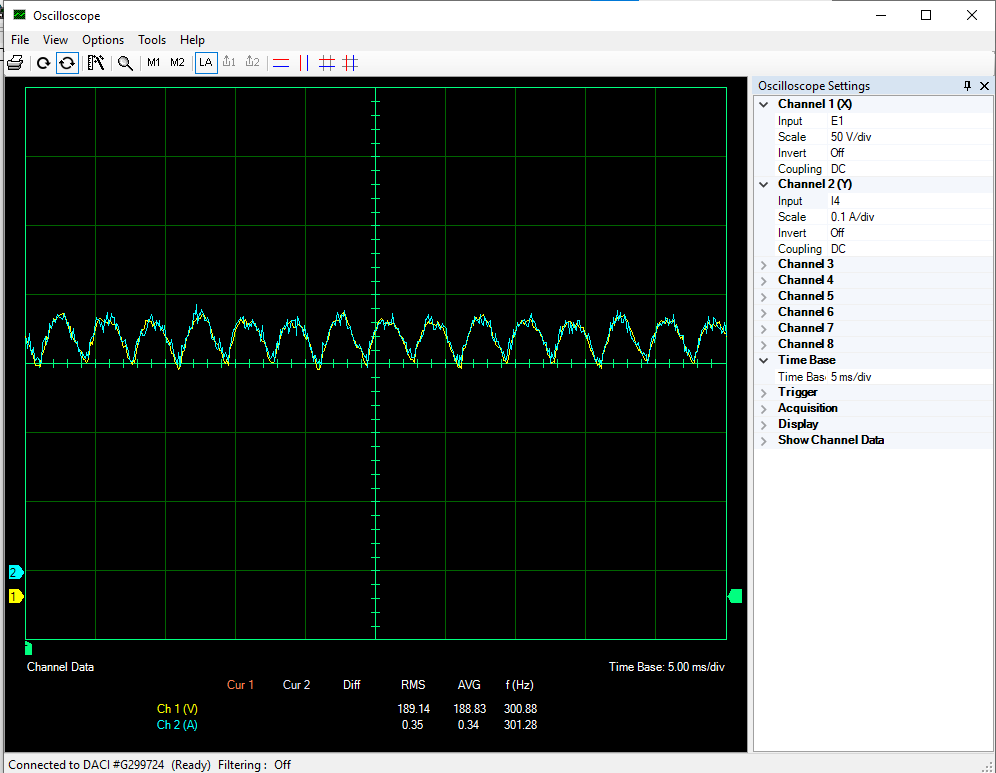 Oscilloscope
File View Options Tools Help
M1 M2 LA 1 2
Oscilloscope Settings
Channel 1 (X)
Input E1
Scale 50 V/div
Invert Off
Coupling DC
Channel 2 (Y)
Input I4
Scale 0.1 A/div
Invert Off
Coupling DC
Channel 3
Channel 4
Channel 5
Channel 6
Channel 7
Channel 8
Time Base
Time Bas 5 ms/div
Trigger
Acquisition
Display
Show Channel Data
2
1
Channel Data Time Base: 5.00 ms/div
Cur 1 Cur 2 Diff RMS AVG f (Hz)
Ch 1 (V) 189.14 188.83 300.88
Ch 2 (A) 0.35 0.34 301.28
Connected to DACI #G299724 (Ready) Filtering : Off